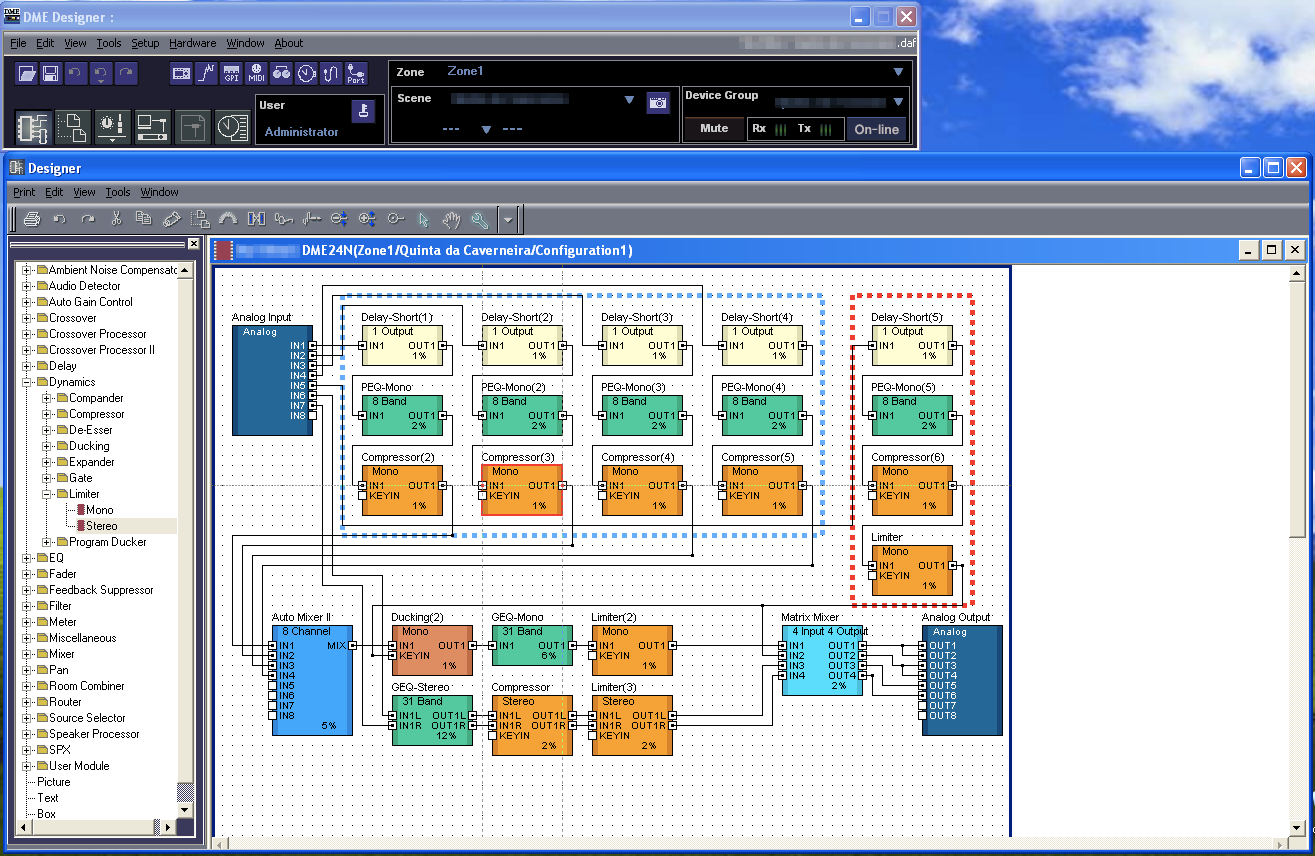 DME Designer :
File Edit View Tools Setup Hardware Window About
.daf
GPI MIDI Port
Zone Zone1
Scene
--- ---
User
Administrator
Device Group
Mute Rx Tx On-line
Designer
Print Edit View Tools Window
DME24N(Zone1/Quinta da Caverneira/Configuration1)
Ambient Noise Compensato
Audio Detector
Auto Gain Control
Crossover
Crossover Processor
Crossover Processor II
Delay
Dynamics
Compander
Compressor
De-Esser
Ducking
Expander
Gate
Limiter
Mono
Stereo
Program Ducker
EQ
Fader
Feedback Suppressor
Filter
Meter
Miscellaneous
Mixer
Pan
Room Combiner
Router
Source Selector
Speaker Processor
SPX
User Module
Picture
Text
Box
Analog Input
Analog
IN1
IN2
IN3
IN4
IN5
IN6
IN7
IN8
Delay-Short(1)
1 Output
IN1 OUT1
1%
Delay-Short(2)
1 Output
IN1 OUT1
1%
Delay-Short(3)
1 Output
IN1 OUT1
1%
Delay-Short(4)
1 Output
IN1 OUT1
1%
Delay-Short(5)
1 Output
IN1 OUT1
1%
PEQ-Mono
8 Band
IN1 OUT1
2%
PEQ-Mono(2)
8 Band
IN1 OUT1
2%
PEQ-Mono(3)
8 Band
IN1 OUT1
2%
PEQ-Mono(4)
8 Band
IN1 OUT1
2%
PEQ-Mono(5)
8 Band
IN1 OUT1
2%
Compressor(2)
Mono
IN1 OUT1
KEYIN
1%
Compressor(3)
Mono
IN1 OUT1
KEYIN
1%
Compressor(4)
Mono
IN1 OUT1
KEYIN
1%
Compressor(5)
Mono
IN1 OUT1
KEYIN
1%
Compressor(6)
Mono
IN1 OUT1
KEYIN
1%
Limiter
Mono
IN1 OUT1
KEYIN
1%
Auto Mixer II
8 Channel
IN1 MIX
IN2
IN3
IN4
IN5
IN6
IN7
IN8
5%
Ducking(2)
Mono
IN1 OUT1
KEYIN
1%
GEQ-Mono
31 Band
IN1 OUT1
6%
Limiter(2)
Mono
IN1 OUT1
KEYIN
1%
GEQ-Stereo
31 Band
IN1L OUT1L
IN1R OUT1R
12%
Compressor
Stereo
IN1L OUT1L
IN1R OUT1R
KEYIN
2%
Limiter(3)
Stereo
IN1L OUT1L
IN1R OUT1R
KEYIN
2%
Matrix Mixer
4 Input 4 Output
IN1 OUT1
IN2 OUT2
IN3 OUT3
IN4 OUT4
2%
Analog Output
Analog
OUT1
OUT2
OUT3
OUT4
OUT5
OUT6
OUT7
OUT8